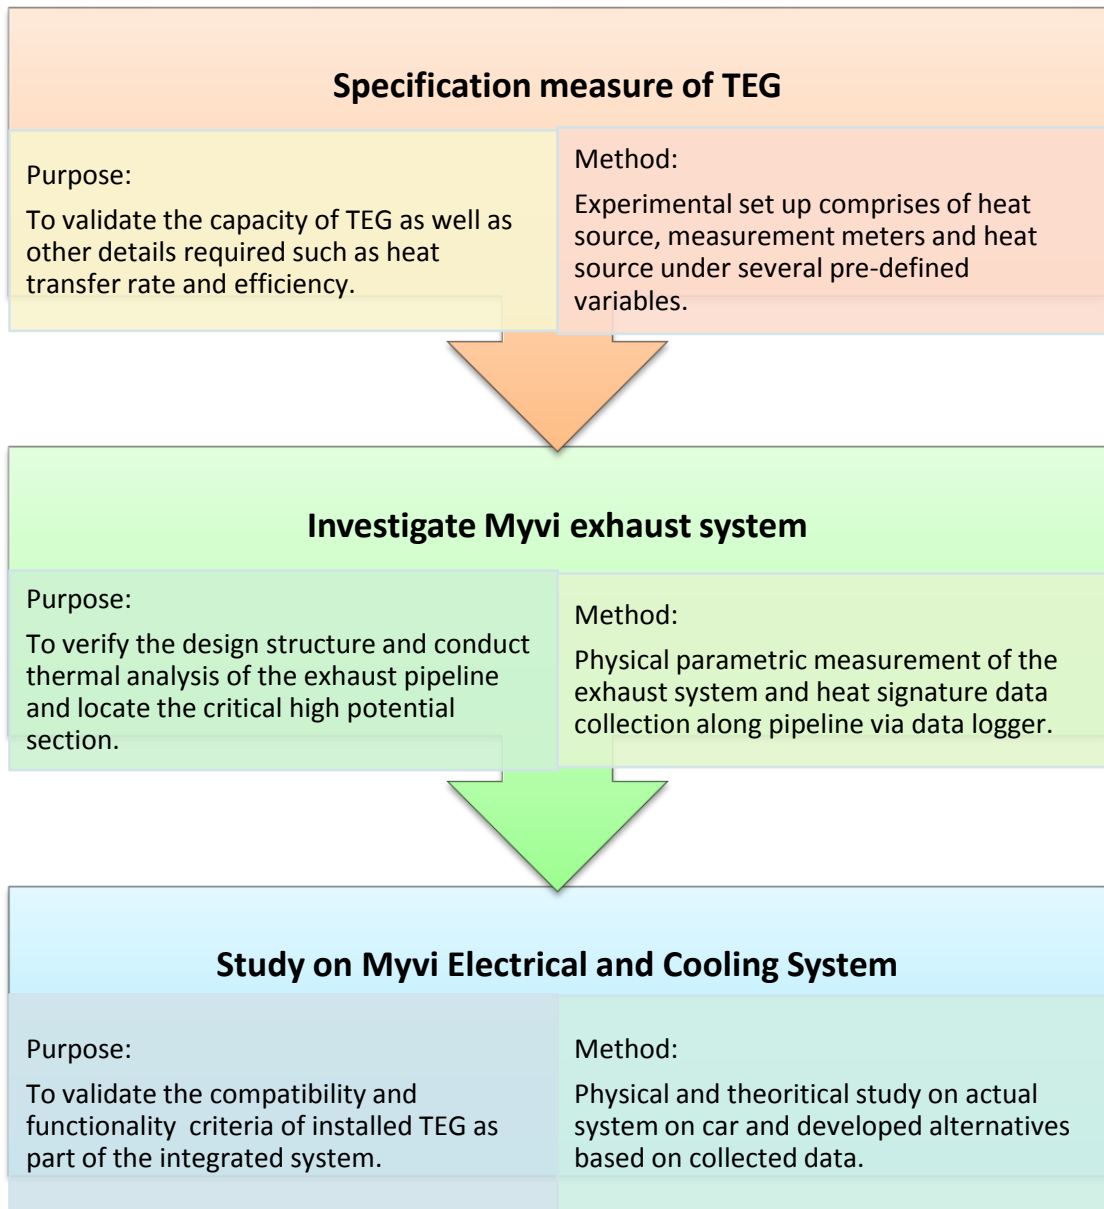 Specification measure of TEG
Purpose:
To validate the capacity of TEG as well as
other details required such as heat
transfer rate and efficiency.
Method:
Experimental set up comprises of heat
source, measurement meters and heat
source under several pre-defined
variables.
Investigate Myvi exhaust system
Purpose:
To verify the design structure and conduct
thermal analysis of the exhaust pipeline
and locate the critical high potential
section.
Method:
Physical parametric measurement of the
exhaust system and heat signature data
collection along pipeline via data logger.
Study on Myvi Electrical and Cooling System
Purpose:
To validate the compatibility and
functionality  criteria of installed TEG as
part of the integrated system.
Method:
Physical and theoritical study on actual
system on car and developed alternatives
based on collected data.